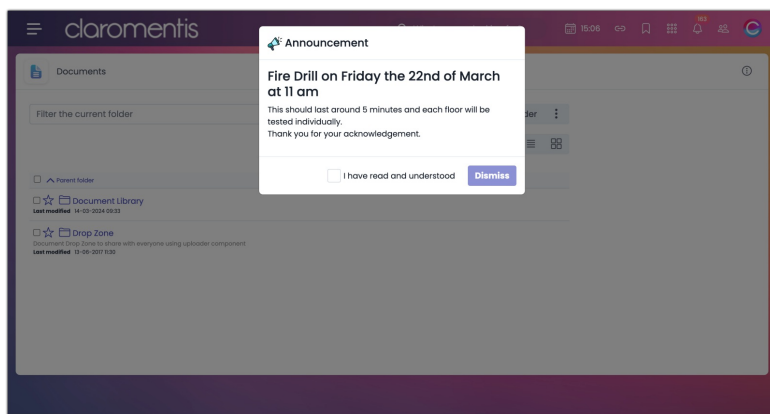 claromentis
15:06
163
Announcement
Fire Drill on Friday the 22nd of March
at 11 am
This should last around 5 minutes and each floor will be
tested individually.
Thank you for your acknowledgement.
I have read and understood
Dismiss
Documents
Filter the current folder
der
Parent folder
Document Library
Last modified 14-03-2024 09:33
Drop Zone
Document Drop Zone to share with everyone using uploader component
Last modified 13-06-2017 11:30